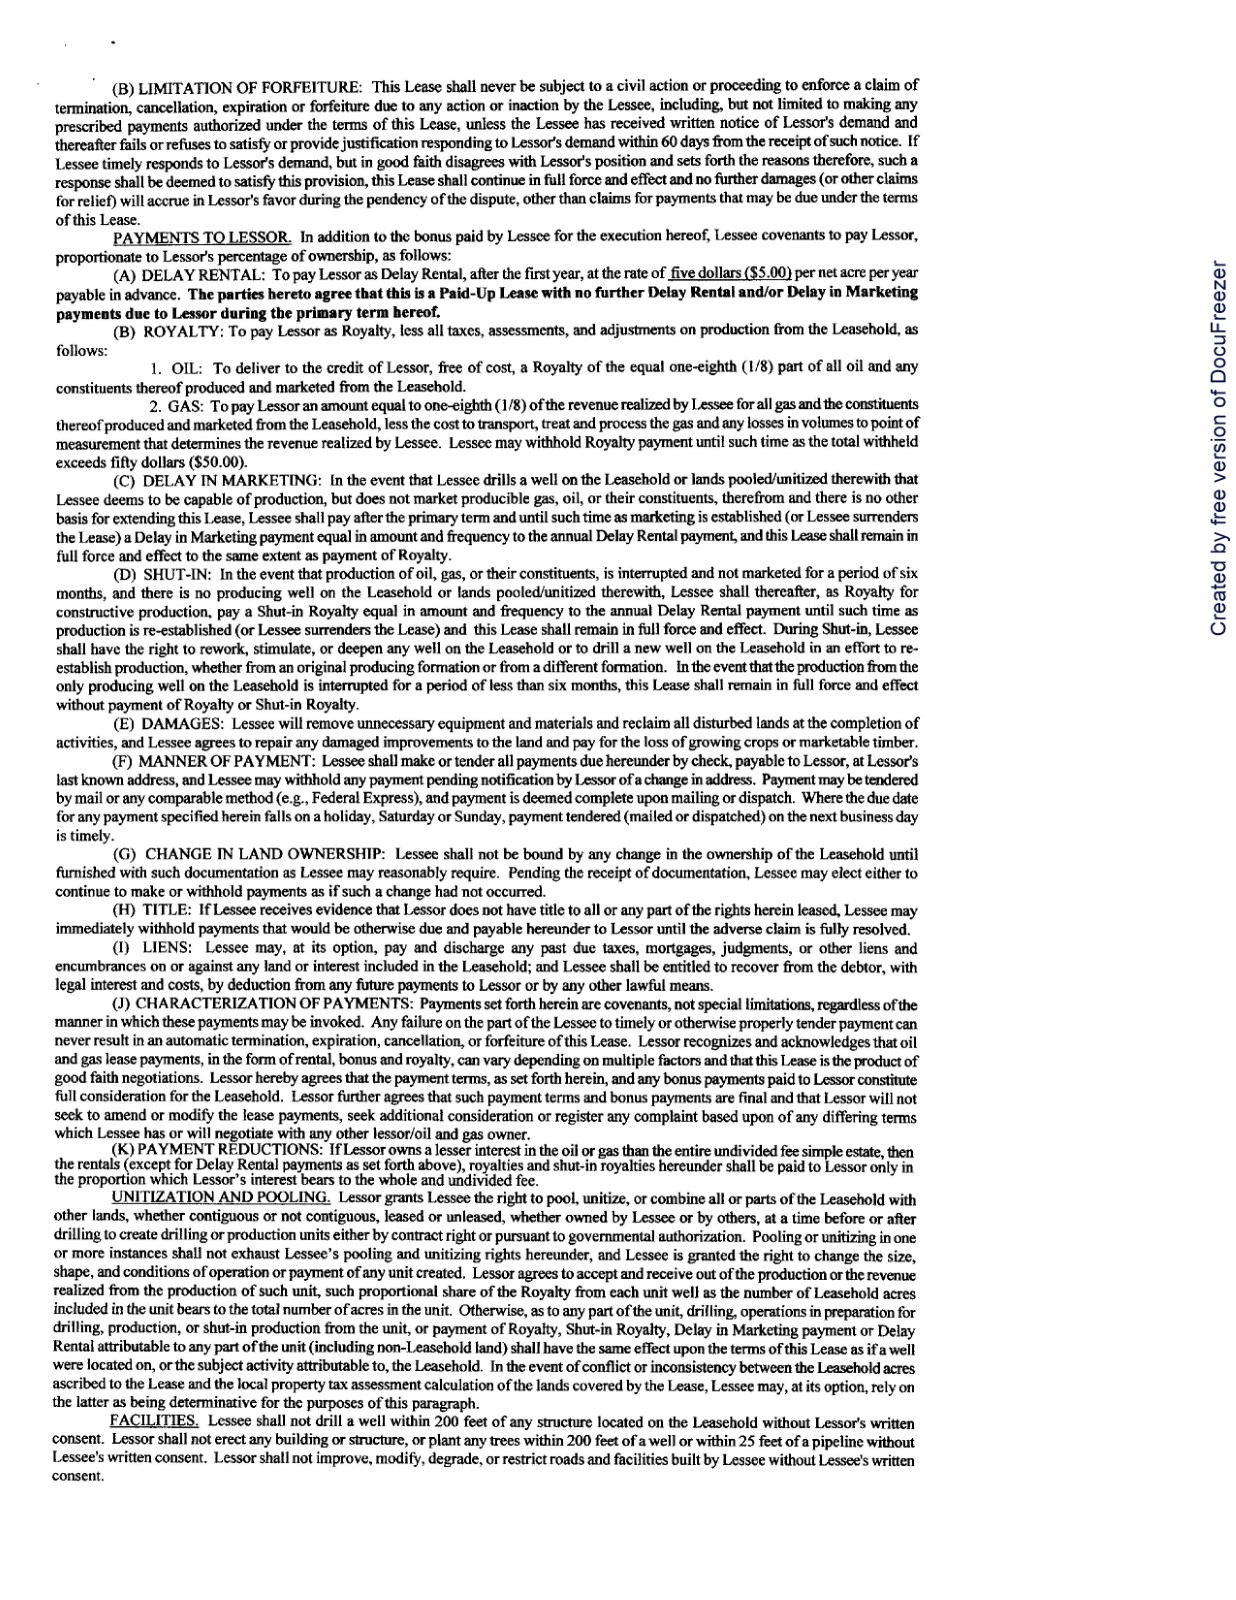 (B) LIMITATION OF FORFEITURE: This Lease shall never be subject to a civil action or proceeding to enforce a claim of
termination, cancellation, expiration or forfeiture due to any action or inaction by the Lessee, including, but not limited to making any
prescribed payments authorized under the terms of this Lease, unless the Lessee has received written notice of Lessor's demand and
thereafter fails or refuses to satisfy or provide justification responding to Lessor's demand within 60 days from the receipt of such notice. If
Lessee timely responds to Lessor's demand, but in good faith disagrees with Lessor's position and sets forth the reasons therefore, such a
response shall be deemed to satisfy this provision, this Lease shall continue in full force and effect and no further damages (or other claims
for relief) will accrue in Lessor's favor during the pendency of the dispute, other than claims for payments that may be due under the terms
of this Lease.
PAYMENTS TO LESSOR. In addition to the bonus paid by Lessee for the execution hereof, Lessee covenants to pay Lessor,
proportionate to Lessor's percentage of ownership, as follows:
(A) DELAY RENTAL: To pay Lessor as Delay Rental, after the first year, at the rate of five dollars ($5.00) per net acre per year
payable in advance. The parties hereto agree that this is a Paid-Up Lease with no further Delay Rental and/or Delay in Marketing
payments due to Lessor during the primary term hereof.
(B) ROYALTY: To pay Lessor as Royalty, less all taxes, assessments, and adjustments on production from the Leasehold, as
follows:
1. OIL: To deliver to the credit of Lessor, free of cost, a Royalty of the equal one-eighth (1/8) part of all oil and any
constituents thereof produced and marketed from the Leasehold.
2. GAS: To pay Lessor an amount equal to one-eighth (1/8) of the revenue realized by Lessee for all gas and the constituents
thereof produced and marketed from the Leasehold, less the cost to transport, treat and process the gas and any losses in volumes to point of
measurement that determines the revenue realized by Lessee. Lessee may withhold Royalty payment until such time as the total withheld
exceeds fifty dollars ($50.00).
(C) DELAY IN MARKETING: In the event that Lessee drills a well on the Leasehold or lands pooled/unitized therewith that
Lessee deems to be capable of production, but does not market producible gas, oil, or their constituents, therefrom and there is no other
basis for extending this Lease, Lessee shall pay after the primary term and until such time as marketing is established (or Lessee surrenders
the Lease) a Delay in Marketing payment equal in amount and frequency to the annual Delay Rental payment, and this Lease shall remain in
full force and effect to the same extent as payment of Royalty.
(D) SHUT-IN: In the event that production of oil, gas, or their constituents, is interrupted and not marketed for a period of six
months, and there is no producing well on the Leasehold or lands pooled/unitized therewith, Lessee shall thereafter, as Royalty for
constructive production, pay a Shut-in Royalty equal in amount and frequency to the annual Delay Rental payment until such time as
production is re-established (or Lessee surrenders the Lease) and this Lease shall remain in full force and effect. During Shut-in, Lessee
shall have the right to rework, stimulate, or deepen any well on the Leasehold or to drill a new well on the Leasehold in an effort to re-
establish production, whether from an original producing formation or from a different formation. In the event that the production from the
only producing well on the Leasehold is interrupted for a period of less than six months, this Lease shall remain in full force and effect
without payment of Royalty or Shut-in Royalty.
(E) DAMAGES: Lessee will remove unnecessary equipment and materials and reclaim all disturbed lands at the completion of
activities, and Lessee agrees to repair any damaged improvements to the land and pay for the loss of growing crops or marketable timber.
(F) MANNER OF PAYMENT: Lessee shall make or tender all payments due hereunder by check, payable to Lessor, at Lessor's
last known address, and Lessee may withhold any payment pending notification by Lessor of a change in address. Payment may be tendered
by mail or any comparable method (e.g., Federal Express), and payment is deemed complete upon mailing or dispatch. Where the due date
for any payment specified herein falls on a holiday, Saturday or Sunday, payment tendered (mailed or dispatched) on the next business day
is timely.
(G) CHANGE IN LAND OWNERSHIP: Lessee shall not be bound by any change in the ownership of the Leasehold until
furnished with such documentation as Lessee may reasonably require. Pending the receipt of documentation, Lessee may elect either to
continue to make or withhold payments as if such a change had not occurred.
(H) TITLE: If Lessee receives evidence that Lessor does not have title to all or any part of the rights herein leased, Lessee may
immediately withhold payments that would be otherwise due and payable hereunder to Lessor until the adverse claim is fully resolved.
(I) LIENS: Lessee may, at its option, pay and discharge any past due taxes, mortgages, judgments, or other liens and
encumbrances on or against any land or interest included in the Leasehold; and Lessee shall be entitled to recover from the debtor, with
legal interest and costs, by deduction from any future payments to Lessor or by any other lawful means.
(J) CHARACTERIZATION OF PAYMENTS: Payments set forth herein are covenants, not special limitations, regardless of the
manner in which these payments may be invoked. Any failure on the part of the Lessee to timely or otherwise properly tender payment can
never result in an automatic termination, expiration, cancellation, or forfeiture of this Lease. Lessor recognizes and acknowledges that oil
and gas lease payments, in the form of rental, bonus and royalty, can vary depending on multiple factors and that this Lease is the product of
good faith negotiations. Lessor hereby agrees that the payment terms, as set forth herein, and any bonus payments paid to Lessor constitute
full consideration for the Leasehold. Lessor further agrees that such payment terms and bonus payments are final and that Lessor will not
seek to amend or modify the lease payments, seek additional consideration or register any complaint based upon of any differing terms
which Lessee has or will negotiate with any other lessor/oil and gas owner.
(K) PAYMENT REDUCTIONS: If Lessor owns a lesser interest in the oil or gas than the entire undivided fee simple estate, then
the rentals (except for Delay Rental payments as set forth above), royalties and shut-in royalties hereunder shall be paid to Lessor only in
the proportion which Lessor's interest bears to the whole and undivided fee.
UNITIZATION AND POOLING. Lessor grants Lessee the right to pool, unitize, or combine all or parts of the Leasehold with
other lands, whether contiguous or not contiguous, leased or unleased, whether owned by Lessee or by others, at a time before or after
drilling to create drilling or production units either by contract right or pursuant to governmental authorization. Pooling or unitizing in one
or more instances shall not exhaust Lessee's pooling and unitizing rights hereunder, and Lessee is granted the right to change the size,
shape, and conditions of operation or payment of any unit created. Lessor agrees to accept and receive out of the production or the revenue
realized from the production of such unit, such proportional share of the Royalty from each unit well as the number of Leasehold acres
included in the unit bears to the total number of acres in the unit. Otherwise, as to any part of the unit, drilling, operations in preparation for
drilling, production, or shut-in production from the unit, or payment of Royalty, Shut-in Royalty, Delay in Marketing payment or Delay
Rental attributable to any part of the unit (including non-Leasehold land) shall have the same effect upon the terms of this Lease as if a well
were located on, or the subject activity attributable to, the Leasehold. In the event of conflict or inconsistency between the Leasehold acres
ascribed to the Lease and the local property tax assessment calculation of the lands covered by the Lease, Lessee may, at its option, rely on
the latter as being determinative for the purposes of this paragraph.
FACILITIES. Lessee shall not drill a well within 200 feet of any structure located on the Leasehold without Lessor's written
consent. Lessor shall not erect any building or structure, or plant any trees within 200 feet of a well or within 25 feet of a pipeline without
Lessee's written consent. Lessor shall not improve, modify, degrade, or restrict roads and facilities built by Lessee without Lessee's written
consent.
Created by free version of DocuFreezer